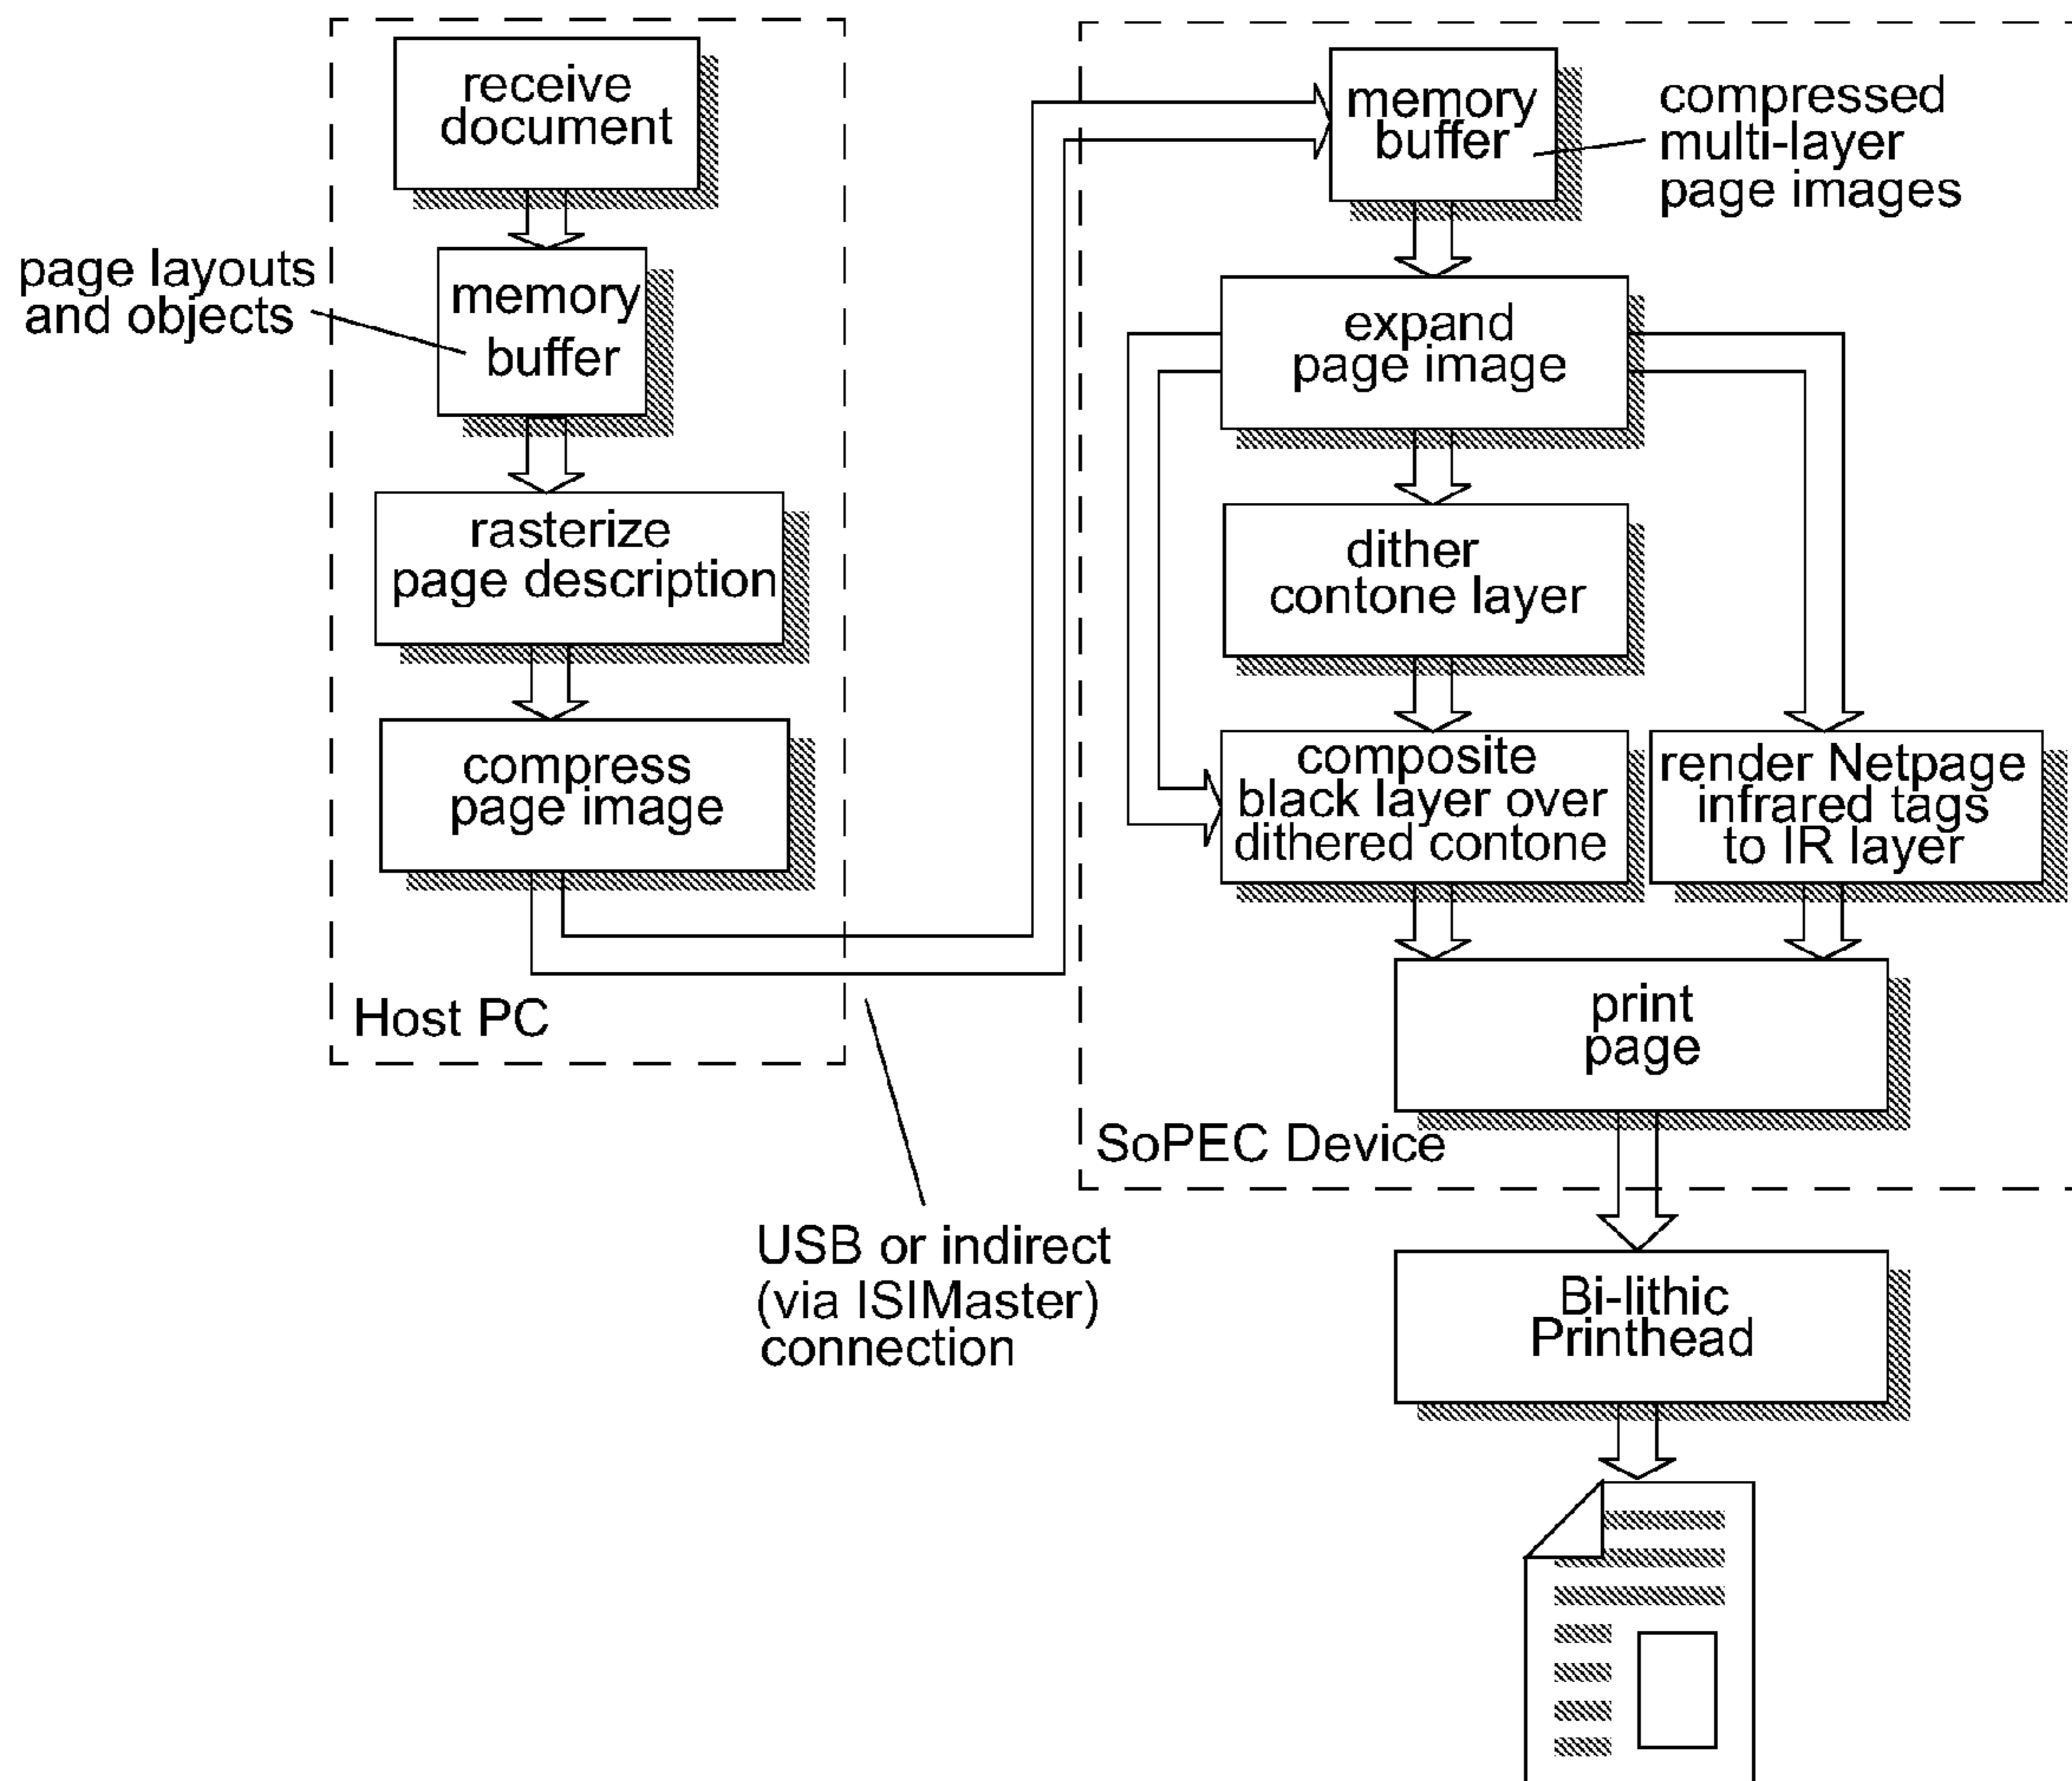 receive
document
page layouts
and objects
memory
buffer
rasterize
page description
compress
page image
Host PC
USB or indirect
(via ISIMaster)
connection
memory
buffer
compressed
multi-layer
page images
expand
page image
dither
contone layer
composite
black layer over
dithered contone
render Netpage
infrared tags
to IR layer
print
page
SoPEC Device
Bi-lithic
Printhead